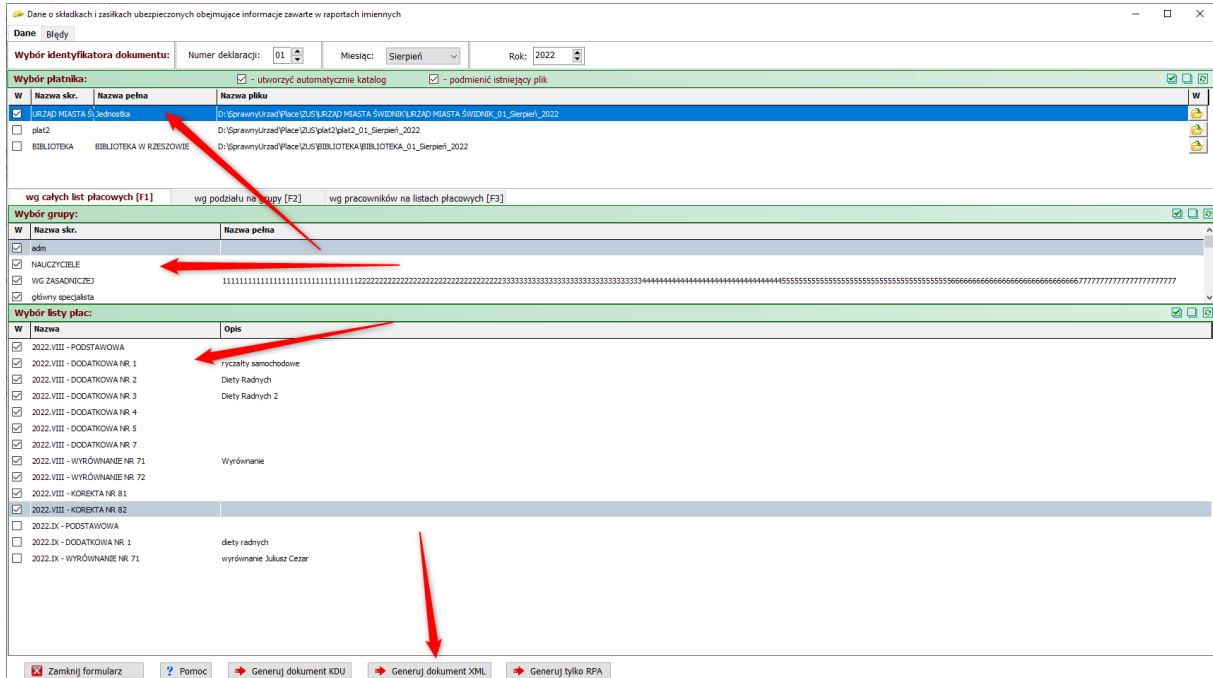 Dane o składkach i zasiłkach ubezpieczonych obejmujące informacje zawarte w raportach imiennych
Dane Błędy
Wybór identyfikatora dokumentu: Numer deklaracji: 01 Miesiąc: Sierpień Rok: 2022
Wybór płatnika: - utworzyć automatycznie katalog - podmienić istniejący plik
W Nazwa skr. Nazwa pełna Nazwa pliku W
URZĄD MIASTA Ś Jednostka D:\SprawnyUrzad\Place\ZUS\URZĄD MIASTA ŚWIDNIK\URZĄD MIASTA ŚWIDNIK_01_Sierpień_2022
plat2 D:\SprawnyUrzad\Place\ZUS\plat2\plat2_01_Sierpień_2022
BIBLIOTEKA BIBLIOTEKA W RZESZOWIE D:\SprawnyUrzad\Place\ZUS\BIBLIOTEKA\BIBLIOTEKA_01_Sierpień_2022
wg całych list płacowych [F1] wg podziału na grupy [F2] wg pracowników na listach płacowych [F3]
Wybór grupy:
W Nazwa skr. Nazwa pełna
adm
NAUCZYCIELE
WG ZASADNICZEJ
główny specjalista
Wybór listy płac:
W Nazwa Opis
2022.VIII - PODSTAWOWA
2022.VIII - DODATKOWA NR 1 ryczałty samochodowe
2022.VIII - DODATKOWA NR 2 Diety Radnych
2022.VIII - DODATKOWA NR 3 Diety Radnych 2
2022.VIII - DODATKOWA NR 4
2022.VIII - DODATKOWA NR 5
2022.VIII - DODATKOWA NR 7
2022.VIII - WYRÓWNANIE NR 71 Wyrównanie
2022.VIII - WYRÓWNANIE NR 72
2022.VIII - KOREKTA NR 81
2022.VIII - KOREKTA NR 82
2022.IX - PODSTAWOWA
2022.IX - DODATKOWA NR 1 diety radnych
2022.IX - WYRÓWNANIE NR 71 wyrównanie Juliusz Cezar
Zamknij formularz Pomoc Generuj dokument KDU Generuj dokument XML Generuj tylko RPA